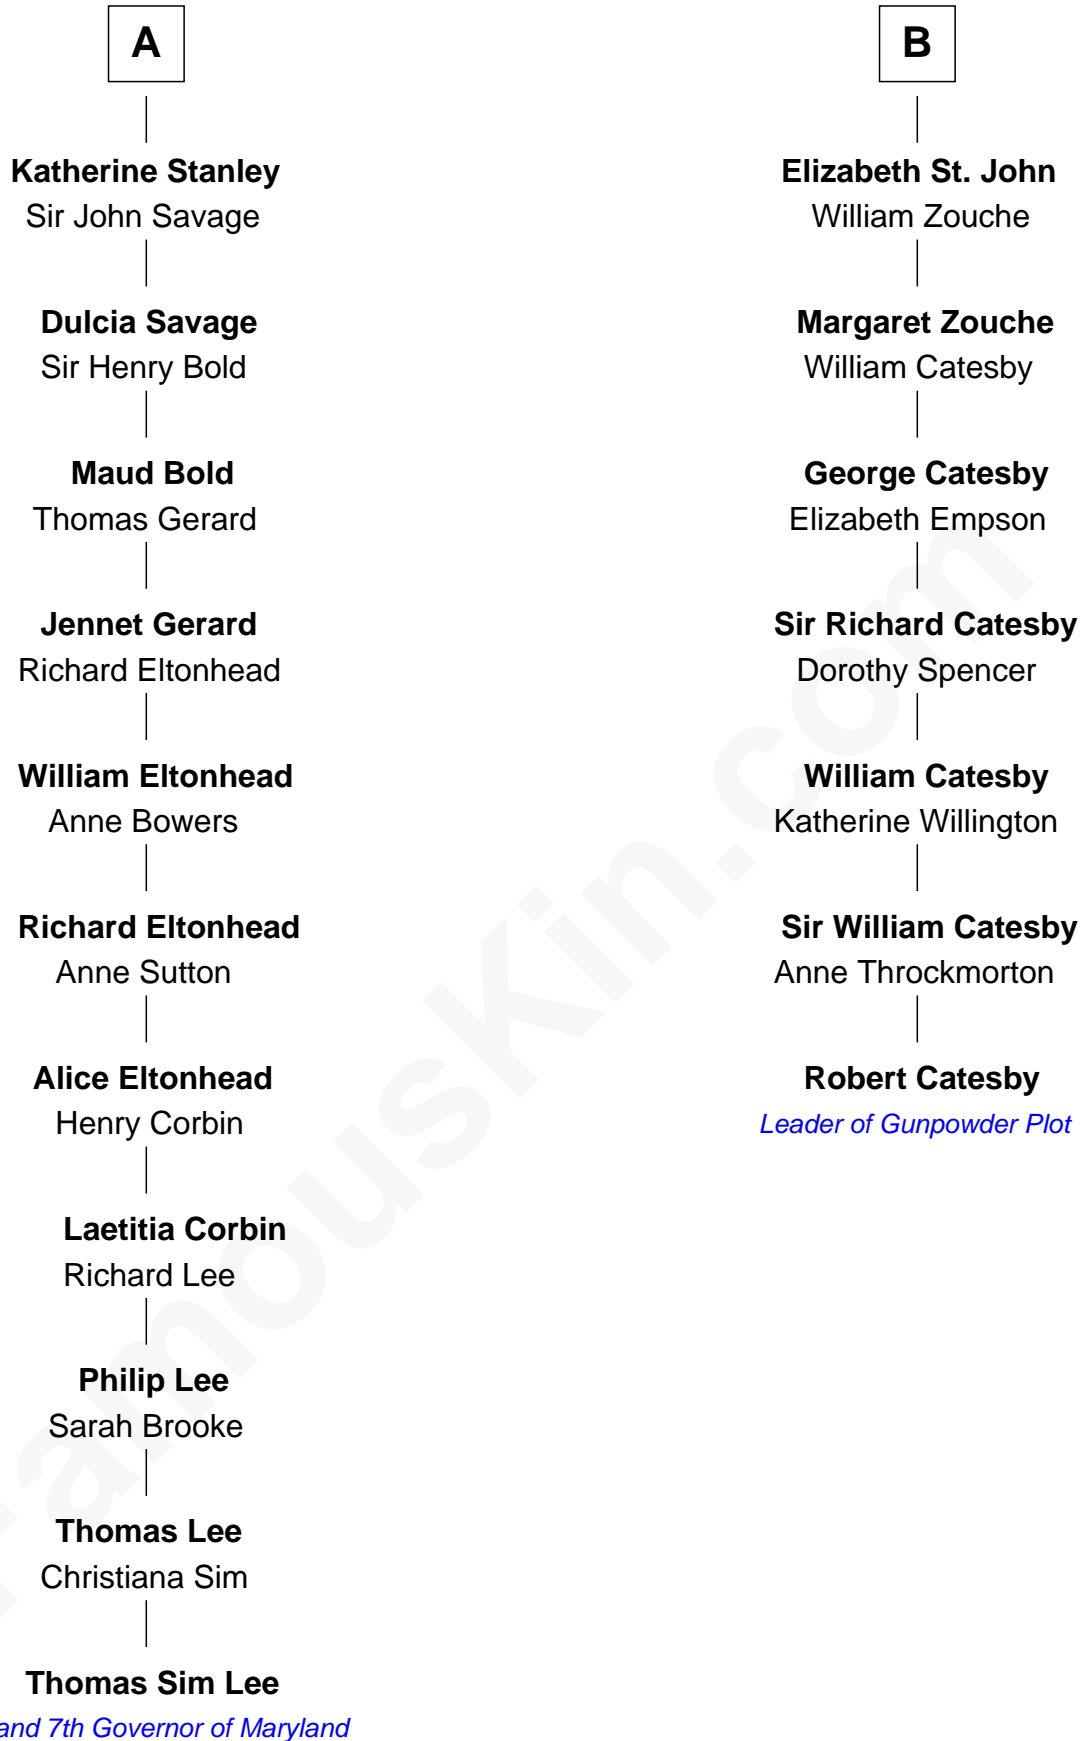 A
Katherine Stanley
Sir John Savage
Dulcia Savage
Sir Henry Bold
Maud Bold
Thomas Gerard
Jennet Gerard
Richard Eltonhead
William Eltonhead
Anne Bowers
Richard Eltonhead
Anne Sutton
Alice Eltonhead
Henry Corbin
Laetitia Corbin
Richard Lee
Philip Lee
Sarah Brooke
Thomas Lee
Christiana Sim
Thomas Sim Lee
and 7th Governor of Maryland
B
Elizabeth St. John
William Zouche
Margaret Zouche
William Catesby
George Catesby
Elizabeth Empson
Sir Richard Catesby
Dorothy Spencer
William Catesby
Katherine Willington
Sir William Catesby
Anne Throckmorton
Robert Catesby
Leader of Gunpowder Plot
FamousKin.com